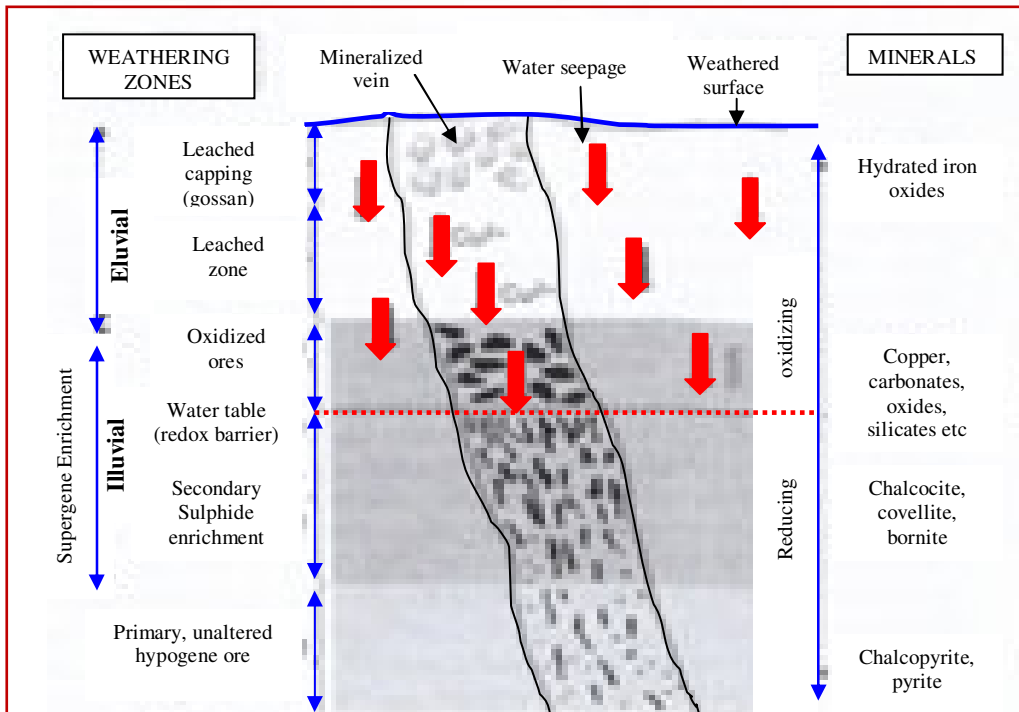 WEATHERING
ZONES
Mineralized
vein
Water seepage
Weathered
surface
MINERALS
Eluvial
Leached
capping
(gossan)
Leached
zone
Hydrated iron
oxides
oxidizing
Supergene Enrichment
Illuvial
Oxidized
ores
Water table
(redox barrier)
Secondary
Sulphide
enrichment
Copper,
carbonates,
oxides,
silicates etc
Reducing
Chalcocite,
covellite,
bornite
Primary, unaltered
hypogene ore
Chalcopyrite,
pyrite